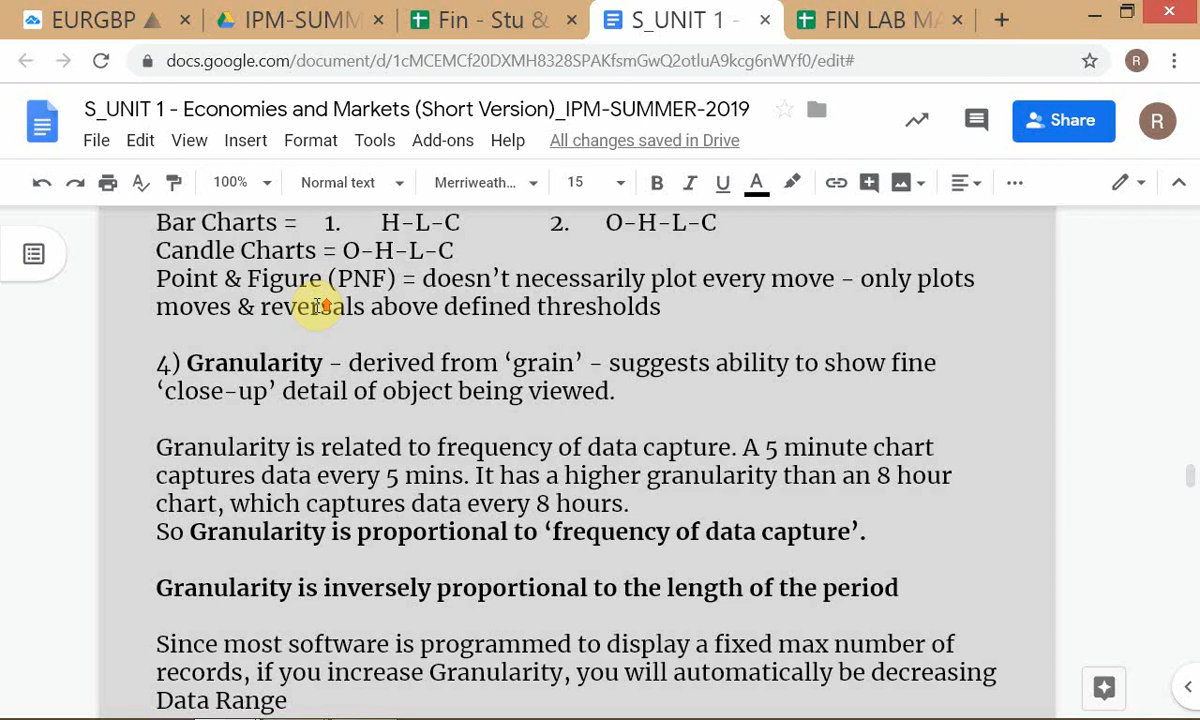 EURGBP
IPM-SUMM
Fin - Stu &
S_UNIT 1 -
FIN LAB MA
docs.google.com/document/d/1cMCEMCf20DXMH8328SPAKfsmGwQ2otluA9kcg6nWYf0/edit#
R
S_UNIT 1 - Economies and Markets (Short Version)_IPM-SUMMER-2019
Share
R
File Edit View Insert Format Tools Add-ons Help All changes saved in Drive
100% Normal text Merriweath... 15 B I U A
Bar Charts = 1. H-L-C 2. O-H-L-C
Candle Charts = O-H-L-C
Point & Figure (PNF) = doesn’t necessarily plot every move – only plots
moves & reversals above defined thresholds
4) Granularity – derived from ‘grain’ – suggests ability to show fine
‘close-up’ detail of object being viewed.
Granularity is related to frequency of data capture. A 5 minute chart
captures data every 5 mins. It has a higher granularity than an 8 hour
chart, which captures data every 8 hours.
So Granularity is proportional to ‘frequency of data capture’.
Granularity is inversely proportional to the length of the period
Since most software is programmed to display a fixed max number of
records, if you increase Granularity, you will automatically be decreasing
Data Range